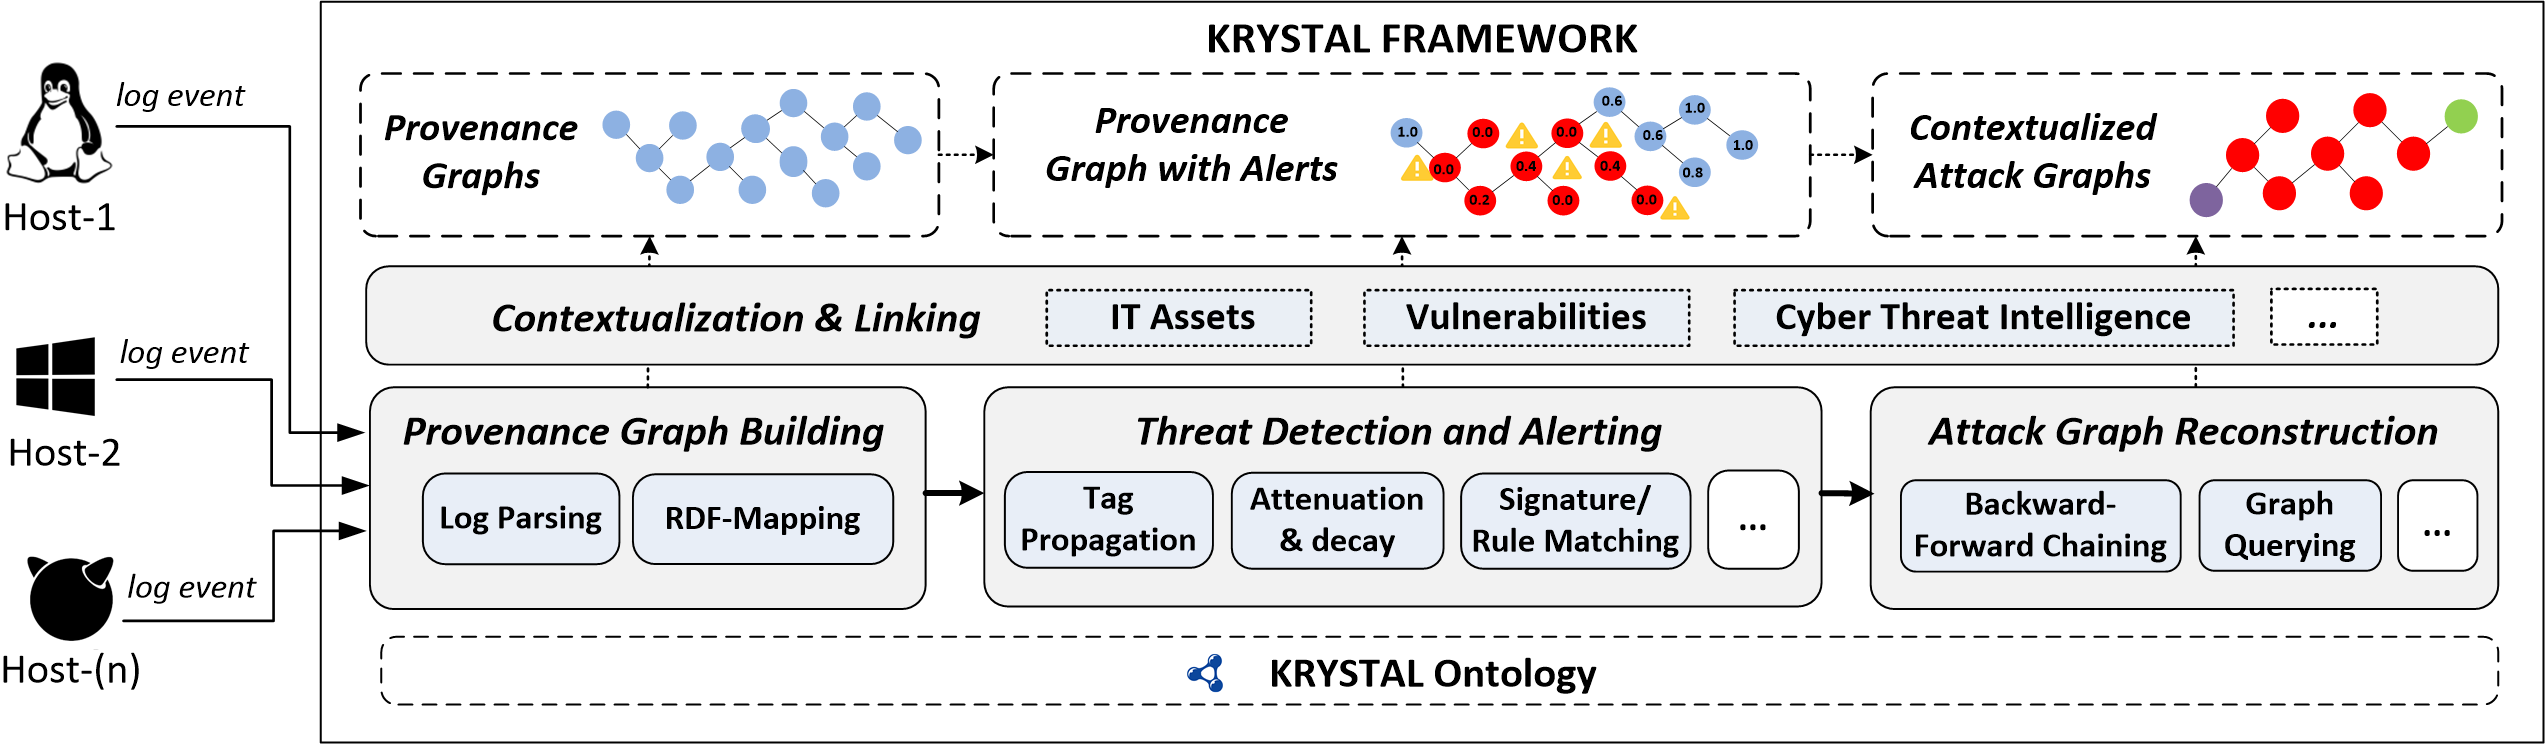 KRYSTAL FRAMEWORK
log event
Host-1
log event
Host-2
log event
Host-(n)
Provenance
Graphs
Provenance
Graph with Alerts
1.0
0.0
0.0
0.2
0.4
0.0
0.0
0.4
0.0
0.6
0.6
1.0
1.0
0.8
Contextualized
Attack Graphs
Contextualization & Linking
IT Assets
Vulnerabilities
Cyber Threat Intelligence
...
Provenance Graph Building
Log Parsing
RDF-Mapping
Threat Detection and Alerting
Tag
Propagation
Attenuation
& decay
Signature/
Rule Matching
...
Attack Graph Reconstruction
Backward-
Forward Chaining
Graph
Querying
...
KRYSTAL Ontology